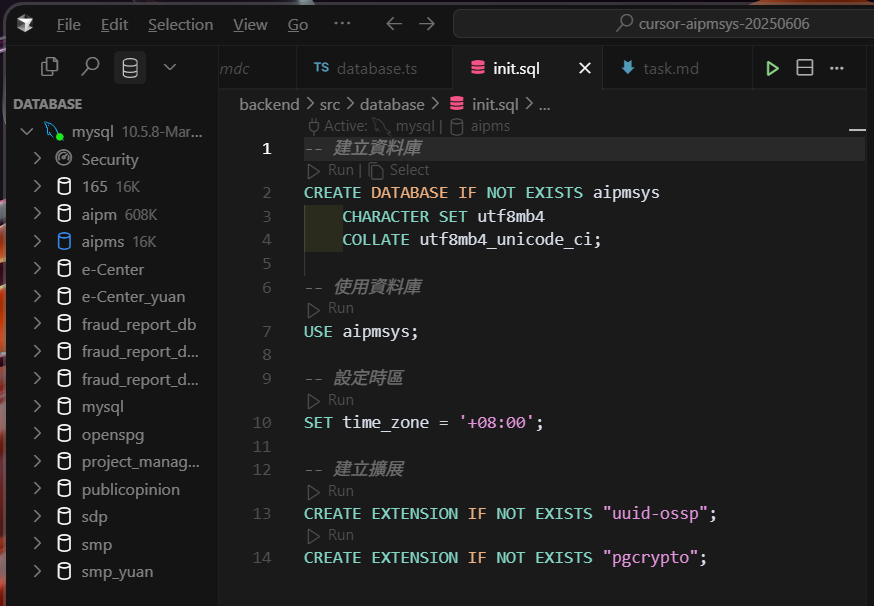 File Edit Selection View Go ··· ← → cursor-aipmsys-20250606
mdc
TS database.ts
init.sql ×
task.md
DATABASE
mysql 10.5.8-Mar...
Security
165 16K
aipm 608K
aipms 16K
e-Center
e-Center_yuan
fraud_report_db
fraud_report_d...
fraud_report_d...
mysql
openspg
project_manag...
publicopinion
sdp
smp
smp_yuan
backend > src > database > init.sql > ...
Active: mysql | aipms
1 -- 建立資料庫
Run | Select
2 CREATE DATABASE IF NOT EXISTS aipmsys
3 CHARACTER SET utf8mb4
4 COLLATE utf8mb4_unicode_ci;
5
6 -- 使用資料庫
Run
7 USE aipmsys;
8
9 -- 設定時區
Run
10 SET time_zone = '+08:00';
11
12 -- 建立擴展
Run
13 CREATE EXTENSION IF NOT EXISTS "uuid-ossp";
Run
14 CREATE EXTENSION IF NOT EXISTS "pgcrypto";